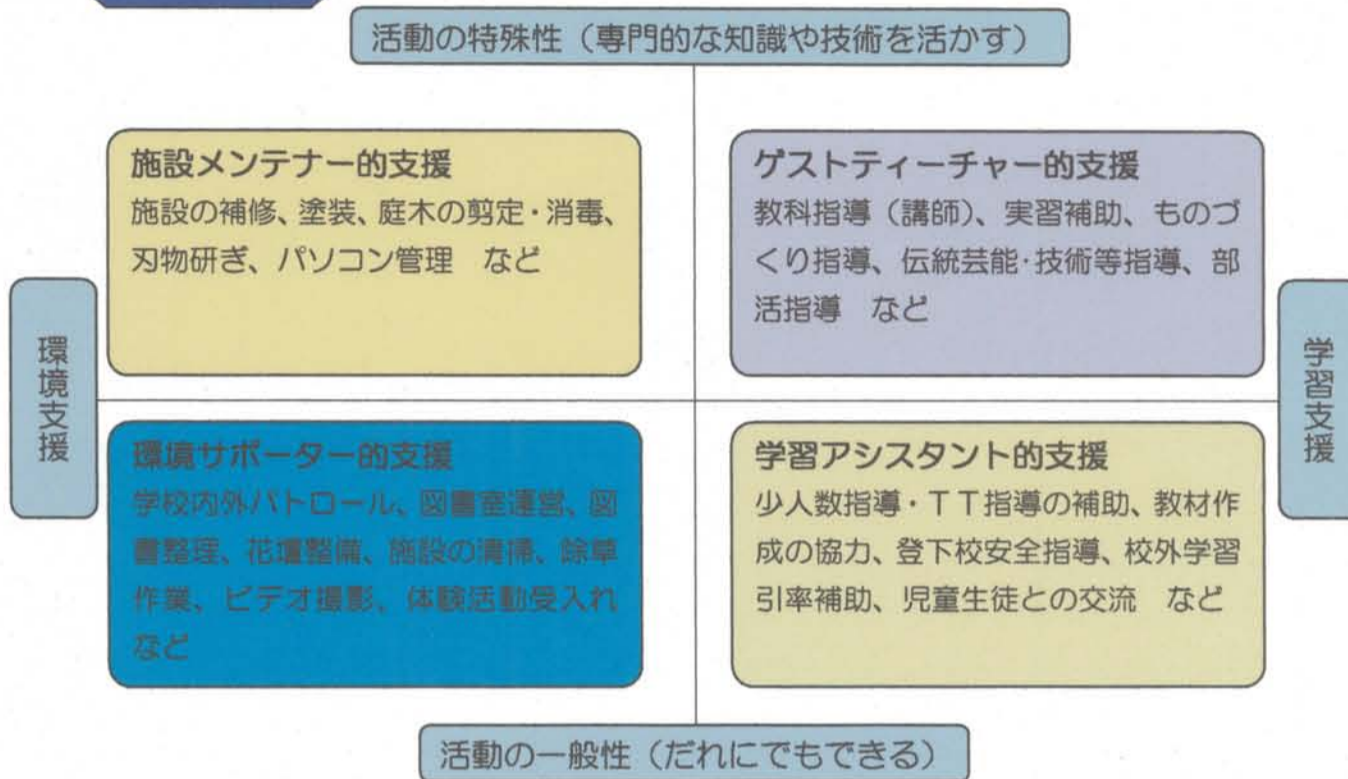 活動の特殊性（専門的な知識や技術を活かす）
施設メンテナー的支援
施設の補修、塗装、庭木の剪定・消毒、
刃物研ぎ、パソコン管理　など
ゲストティーチャー的支援
教科指導（講師）、実習補助、ものづ
くり指導、伝統芸能・技術等指導、部
活指導　など
環境支援
学習支援
環境サポーター的支援
学校内外パトロール、図書室運営、図
書整理、花壇整備、施設の清掃、除草
作業、ビデオ撮影、体験活動受入れ
など
学習アシスタント的支援
少人数指導・ＴＴ指導の補助、教材作
成の協力、登下校安全指導、校外学習
引率補助、児童生徒との交流　など
活動の一般性（だれにでもできる）